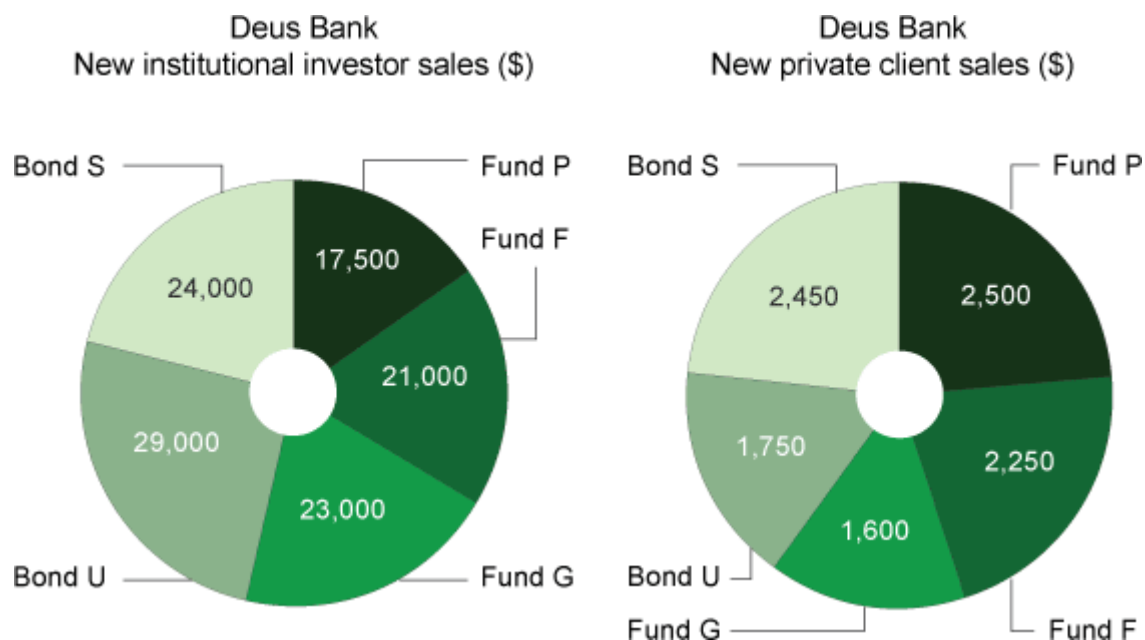 Deus Bank
New institutional investor sales ($)
Bond S
Fund P
Fund F
17,500
24,000
21,000
29,000
23,000
Bond U
Fund G
Deus Bank
New private client sales ($)
Bond S
Fund P
2,450
2,500
1,750
2,250
1,600
Bond U
Fund G
Fund F